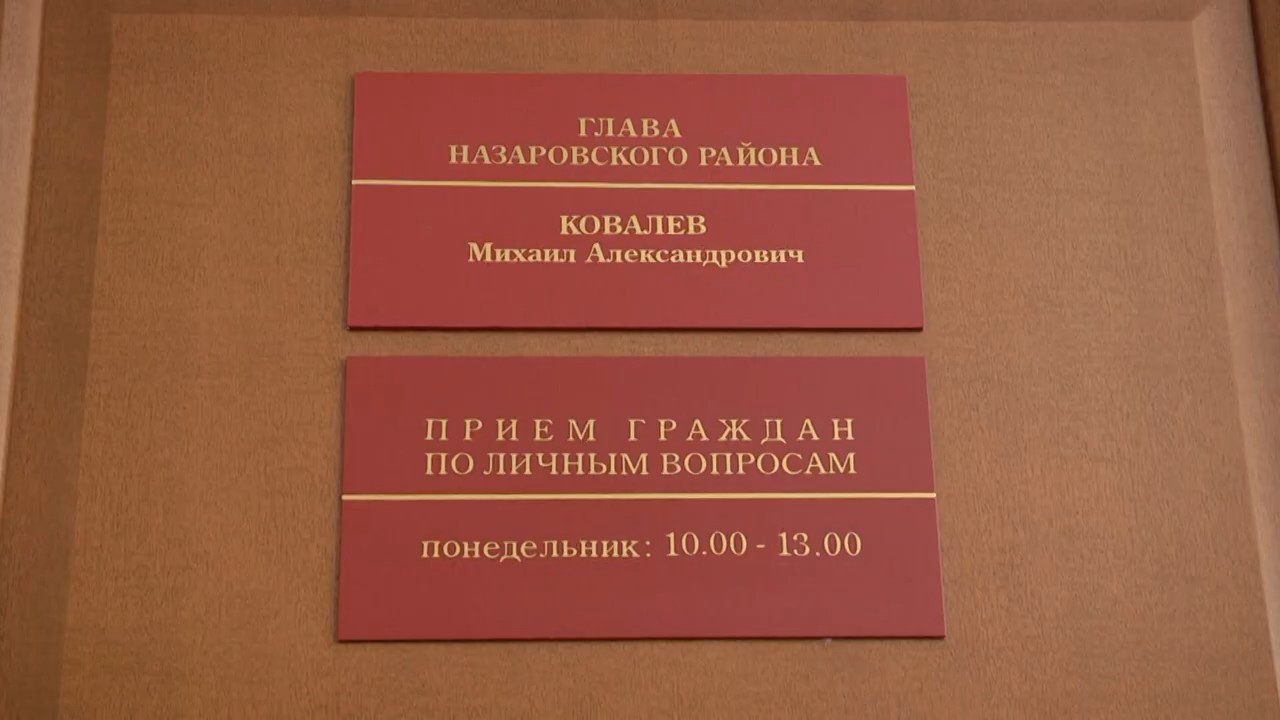 ГЛАВА
НАЗАРОВСКОГО РАЙОНА
КОВАЛЕВ
Михаил Александрович
ПРИЕМ ГРАЖДАН
ПО ЛИЧНЫМ ВОПРОСАМ
понедельник: 10.00 - 13.00